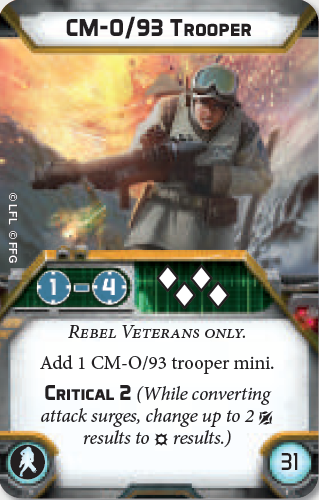 CM-O/93 TROOPER
© LFL © FFG
1 - 4
REBEL VETERANS ONLY.
Add 1 CM-O/93 trooper mini.
CRITICAL 2 (While converting
attack surges, change up to 2
results to results.)
31